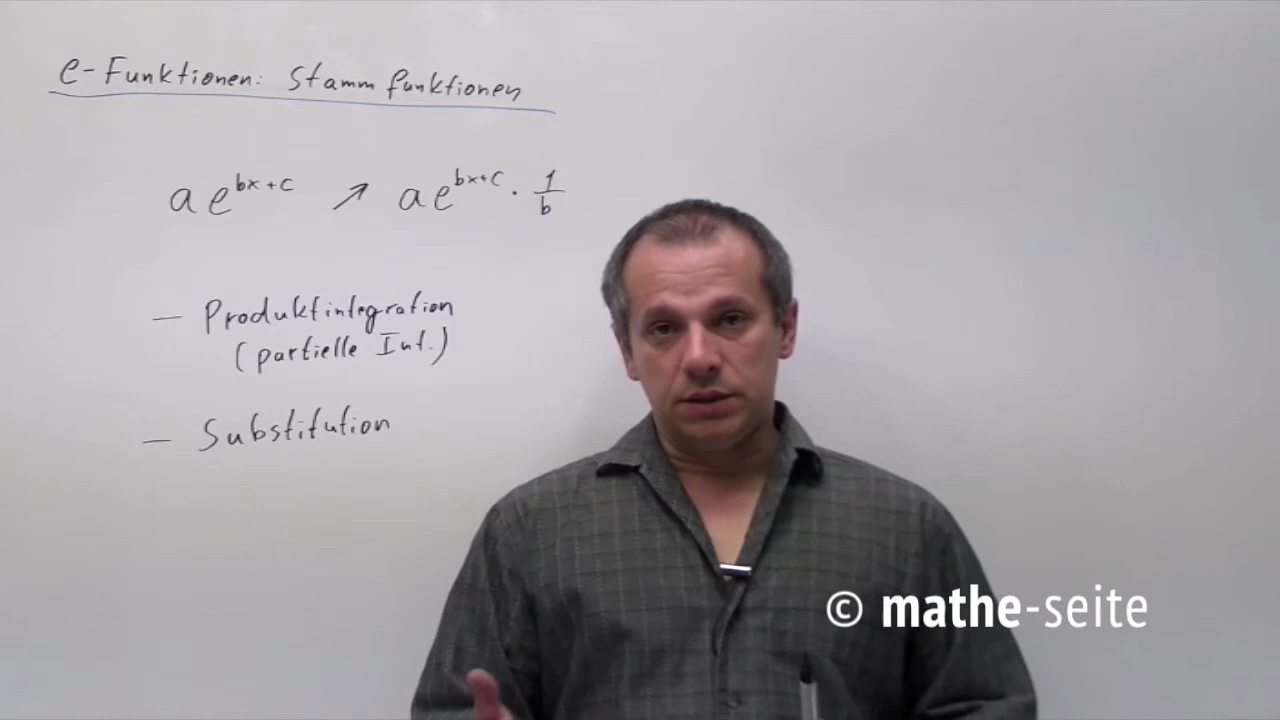 e-Funktionen: Stammfunktionen
ae^{bx+c} ↗ ae^{bx+c} · 1/b
– Produktintegration
(partielle Int.)
– Substitution
© mathe-seite